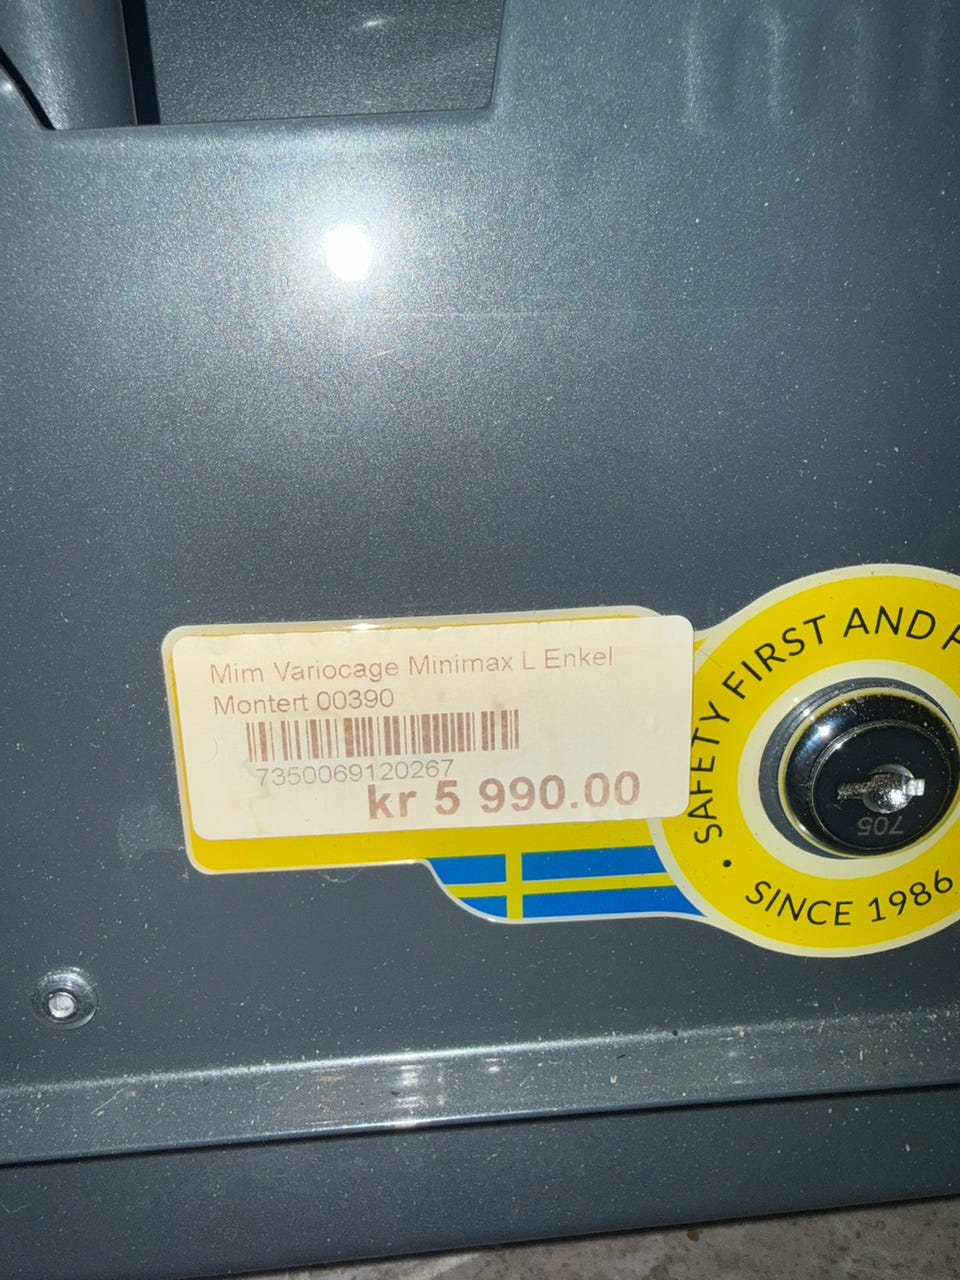 Mim Variocage Minimax L Enkel
Montert 00390
7350069120267
kr 5 990.00
SAFETY FIRST AND
• SINCE 1986
705